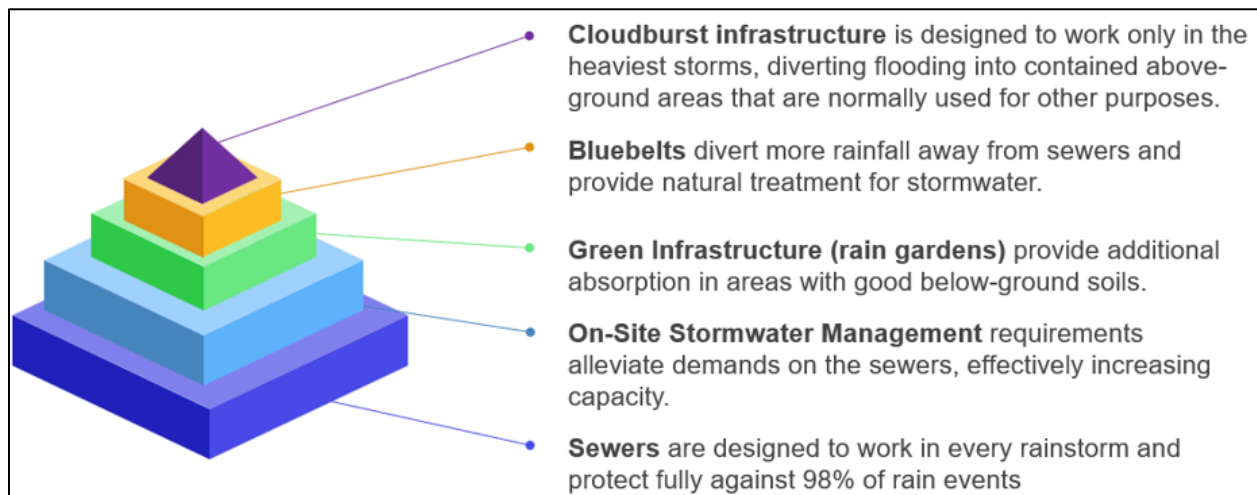 Cloudburst infrastructure is designed to work only in the
heaviest storms, diverting flooding into contained above-
ground areas that are normally used for other purposes.
Bluebelts divert more rainfall away from sewers and
provide natural treatment for stormwater.
Green Infrastructure (rain gardens) provide additional
absorption in areas with good below-ground soils.
On-Site Stormwater Management requirements
alleviate demands on the sewers, effectively increasing
capacity.
Sewers are designed to work in every rainstorm and
protect fully against 98% of rain events